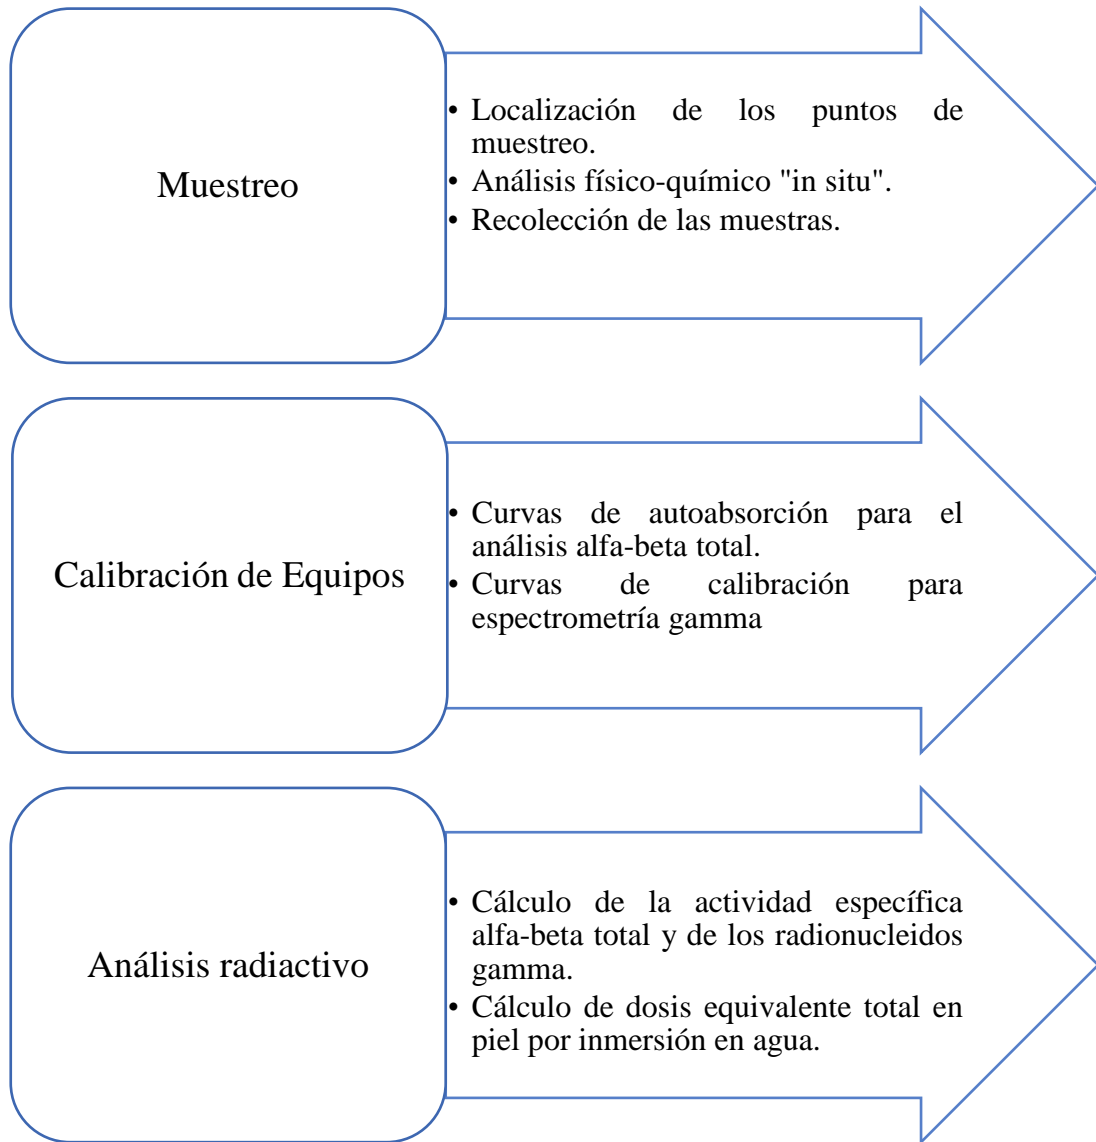 Muestreo
• Localización de los puntos de
muestreo.
• Análisis físico-químico "in situ".
• Recolección de las muestras.
Calibración de Equipos
• Curvas de autoabsorción para el
análisis alfa-beta total.
• Curvas de calibración para
espectrometría gamma
Análisis radiactivo
• Cálculo de la actividad específica
alfa-beta total y de los radionucleidos
gamma.
• Cálculo de dosis equivalente total en
piel por inmersión en agua.